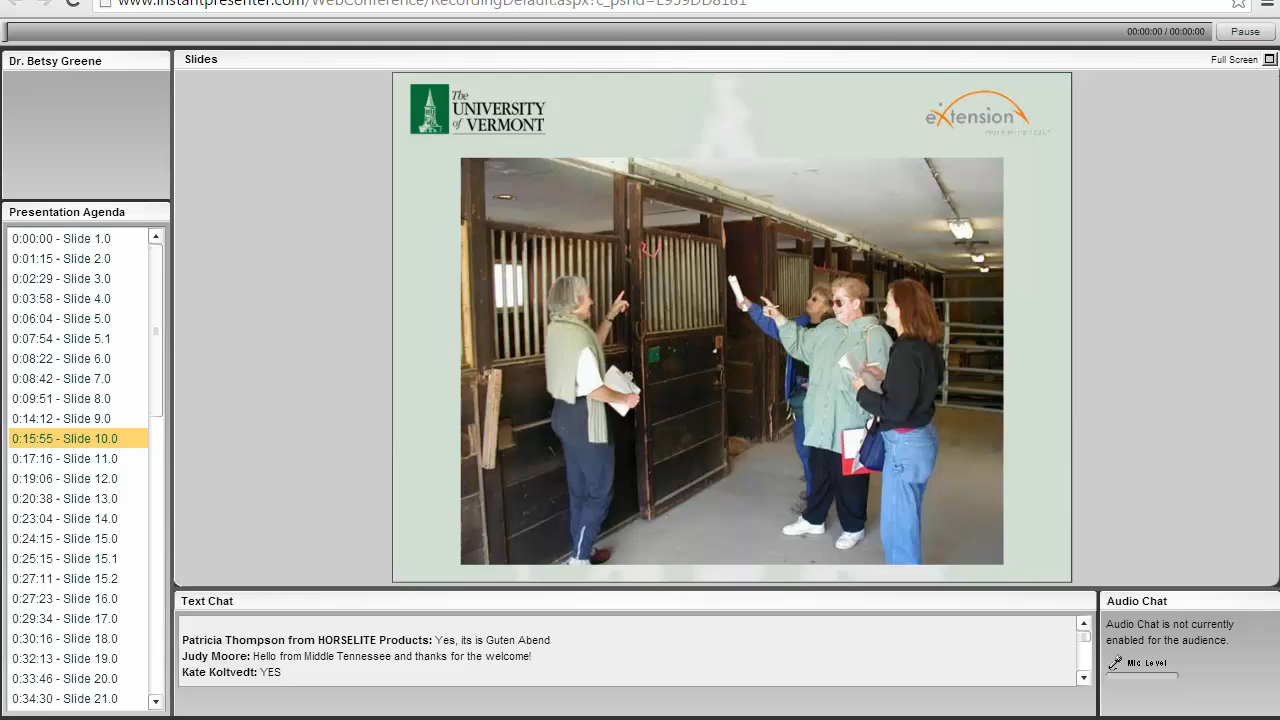 www.instantpresenter.com/WebConference/RecordingDefault.aspx?c_psrid=E959DD8181
00:00:00 / 00:00:00
Pause
Dr. Betsy Greene
Slides
Full Screen
The
UNIVERSITY
of VERMONT
eXtension
Presentation Agenda
0:00:00 - Slide 1.0
0:01:15 - Slide 2.0
0:02:29 - Slide 3.0
0:03:58 - Slide 4.0
0:06:04 - Slide 5.0
0:07:54 - Slide 5.1
0:08:22 - Slide 6.0
0:08:42 - Slide 7.0
0:09:51 - Slide 8.0
0:14:12 - Slide 9.0
0:15:55 - Slide 10.0
0:17:16 - Slide 11.0
0:19:06 - Slide 12.0
0:20:38 - Slide 13.0
0:23:04 - Slide 14.0
0:24:15 - Slide 15.0
0:25:15 - Slide 15.1
0:27:11 - Slide 15.2
0:27:23 - Slide 16.0
0:29:34 - Slide 17.0
0:30:16 - Slide 18.0
0:32:13 - Slide 19.0
0:33:46 - Slide 20.0
0:34:30 - Slide 21.0
Text Chat
Patricia Thompson from HORSELITE Products: Yes, its is Guten Abend
Judy Moore: Hello from Middle Tennessee and thanks for the welcome!
Kate Koltvedt: YES
Audio Chat
Audio Chat is not currently
enabled for the audience.
Mic Level